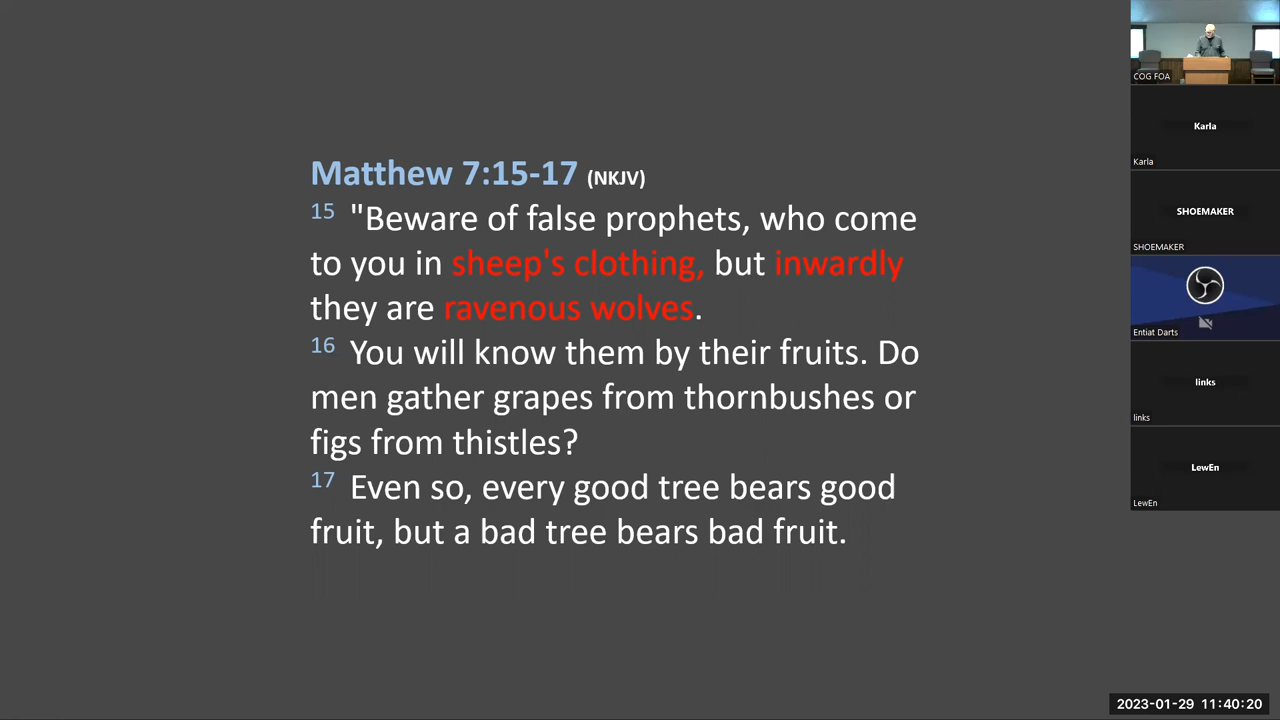 Matthew 7:15-17 (NKJV)
15 "Beware of false prophets, who come
to you in sheep's clothing, but inwardly
they are ravenous wolves.
16 You will know them by their fruits. Do
men gather grapes from thornbushes or
figs from thistles?
17 Even so, every good tree bears good
fruit, but a bad tree bears bad fruit.
COG FOA
Karla
Karla
SHOEMAKER
SHOEMAKER
Entiat Darts
links
links
LewEn
LewEn
2023-01-29 11:40:20